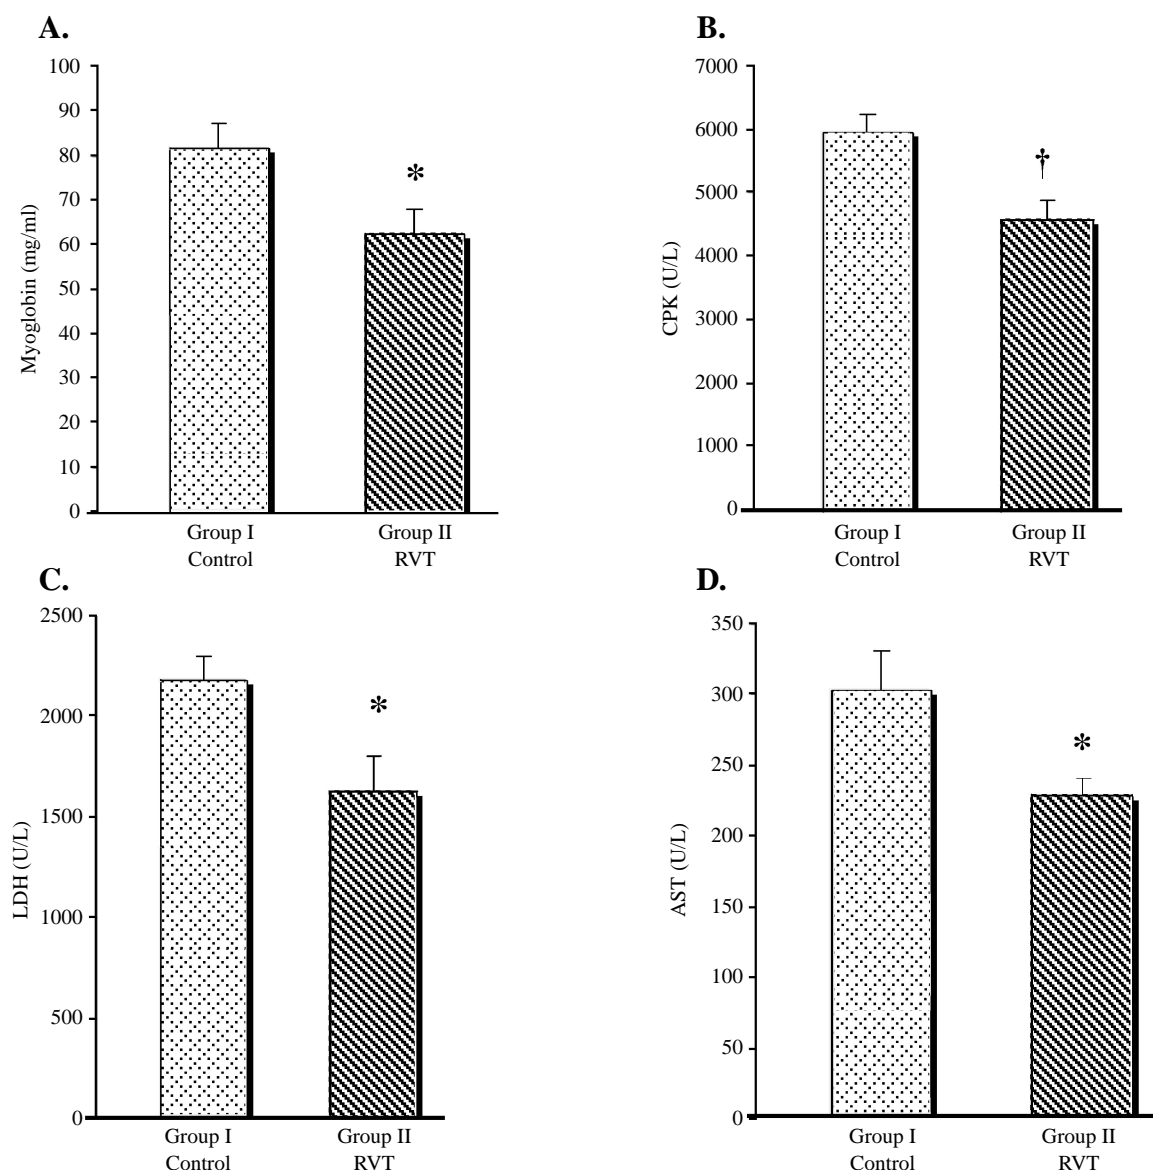 A.
100
90
80
70
60
50
40
30
20
10
0
Myoglobin (mg/ml)
*
Group I
Control
Group II
RVT
B.
7000
6000
5000
4000
3000
2000
1000
0
CPK (U/L)
†
Group I
Control
Group II
RVT
C.
2500
2000
1500
1000
500
0
LDH (U/L)
*
Group I
Control
Group II
RVT
D.
350
300
250
200
150
100
50
0
AST (U/L)
*
Group I
Control
Group II
RVT